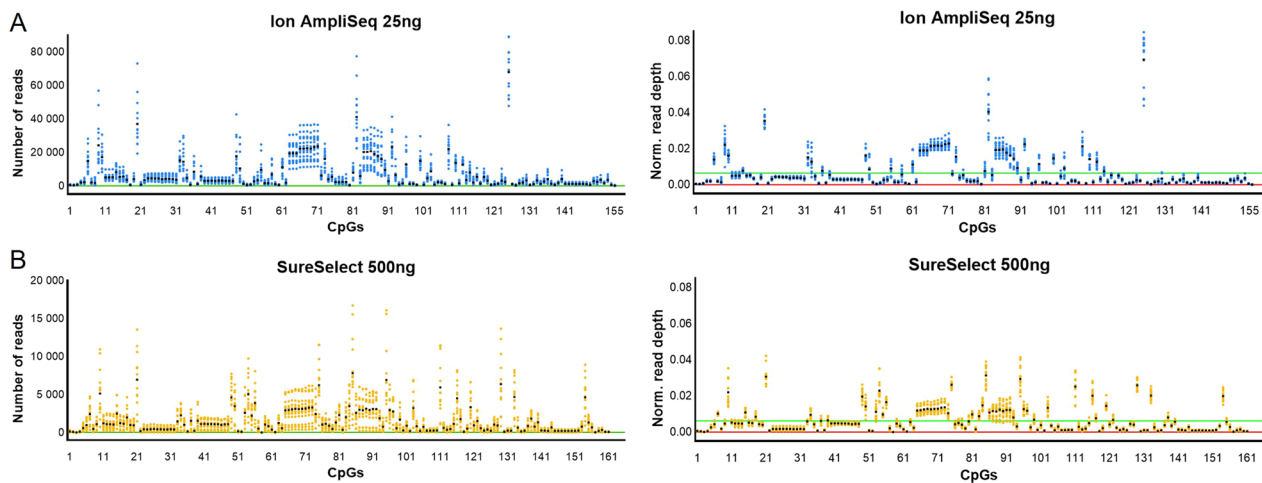 A
Ion AmpliSeq 25ng
Number of reads
80 000
60 000
40 000
20 000
0
11 21 31 41 51 61 71 81 91 101 111 121 131 141 155
CpGs
Ion AmpliSeq 25ng
Norm. read depth
0.08
0.06
0.04
0.02
0.00
1 11 21 31 41 51 61 71 81 91 101 111 121 131 141 155
CpGs
B
SureSelect 500ng
Number of reads
20 000
15 000
10 000
5 000
0
1 11 21 31 41 51 61 71 81 91 101 111 121 131 141 151 161
CpGs
SureSelect 500ng
Norm. read depth
0.08
0.06
0.04
0.02
0.00
1 11 21 31 41 51 61 71 81 91 101 111 121 131 141 151 161
CpGs